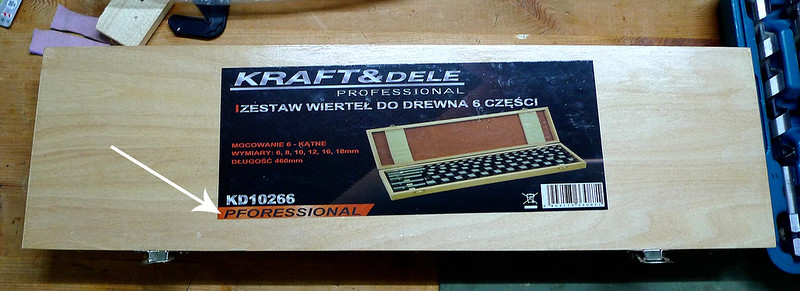 KRAFT&DELE
PROFESSIONAL
IZESTAW WIERTEŁ DO DREWNA 6 CZĘŚCI
MOCOWANIE 6 - KĄTNE
WYMIARY: 6, 8, 10, 12, 16, 18mm
DŁUGOŚĆ 460mm
KD10266
PFORESSIONAL